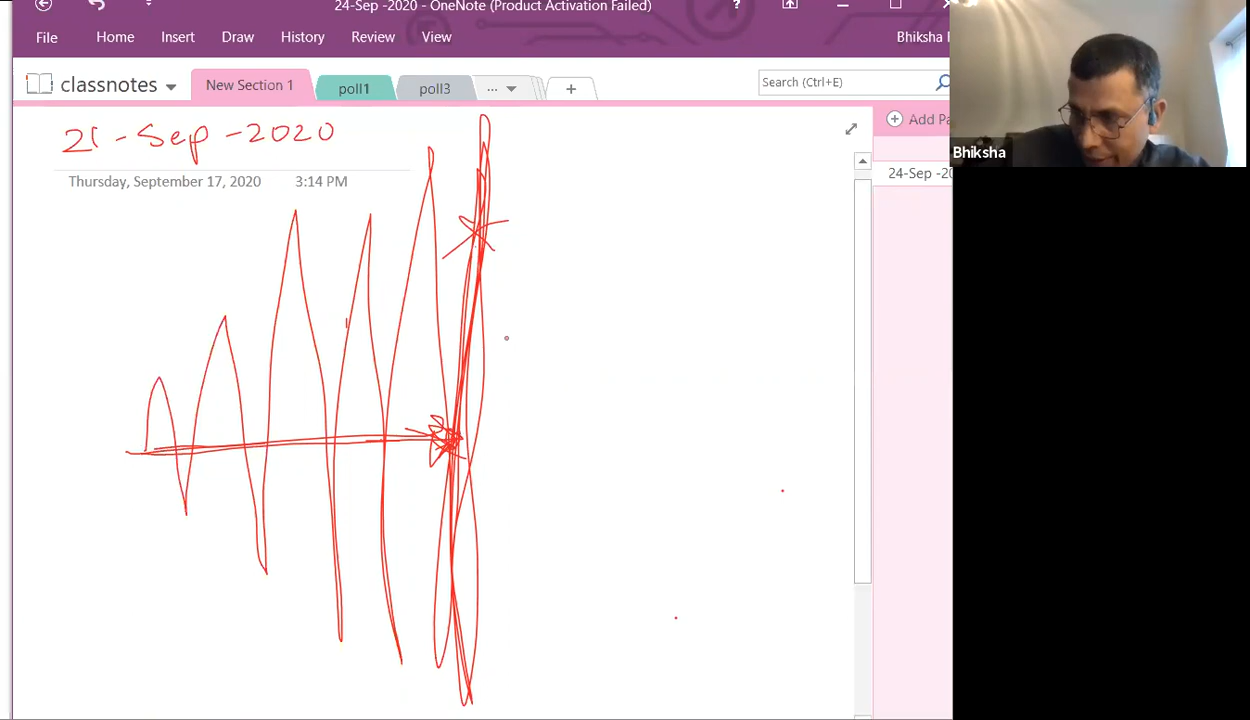 24-Sep -2020 - OneNote (Product Activation Failed)
?
File Home Insert Draw History Review View
Bhiksha
classnotes
New Section 1
poll1
poll3
...
+
Search (Ctrl+E)
21-Sep-2020
Thursday, September 17, 2020 3:14 PM
Add Pa
24-Sep -20
Bhiksha